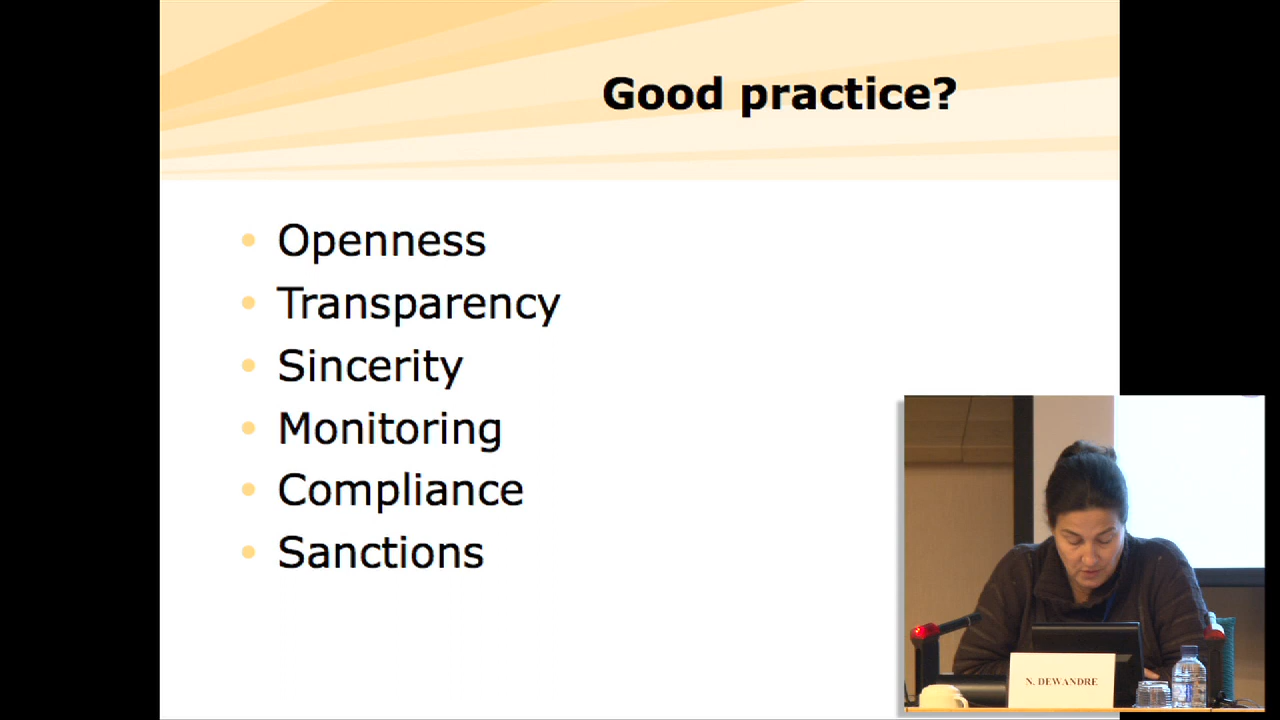 Good practice?
• Openness
• Transparency
• Sincerity
• Monitoring
• Compliance
• Sanctions
N. DEWANDRE